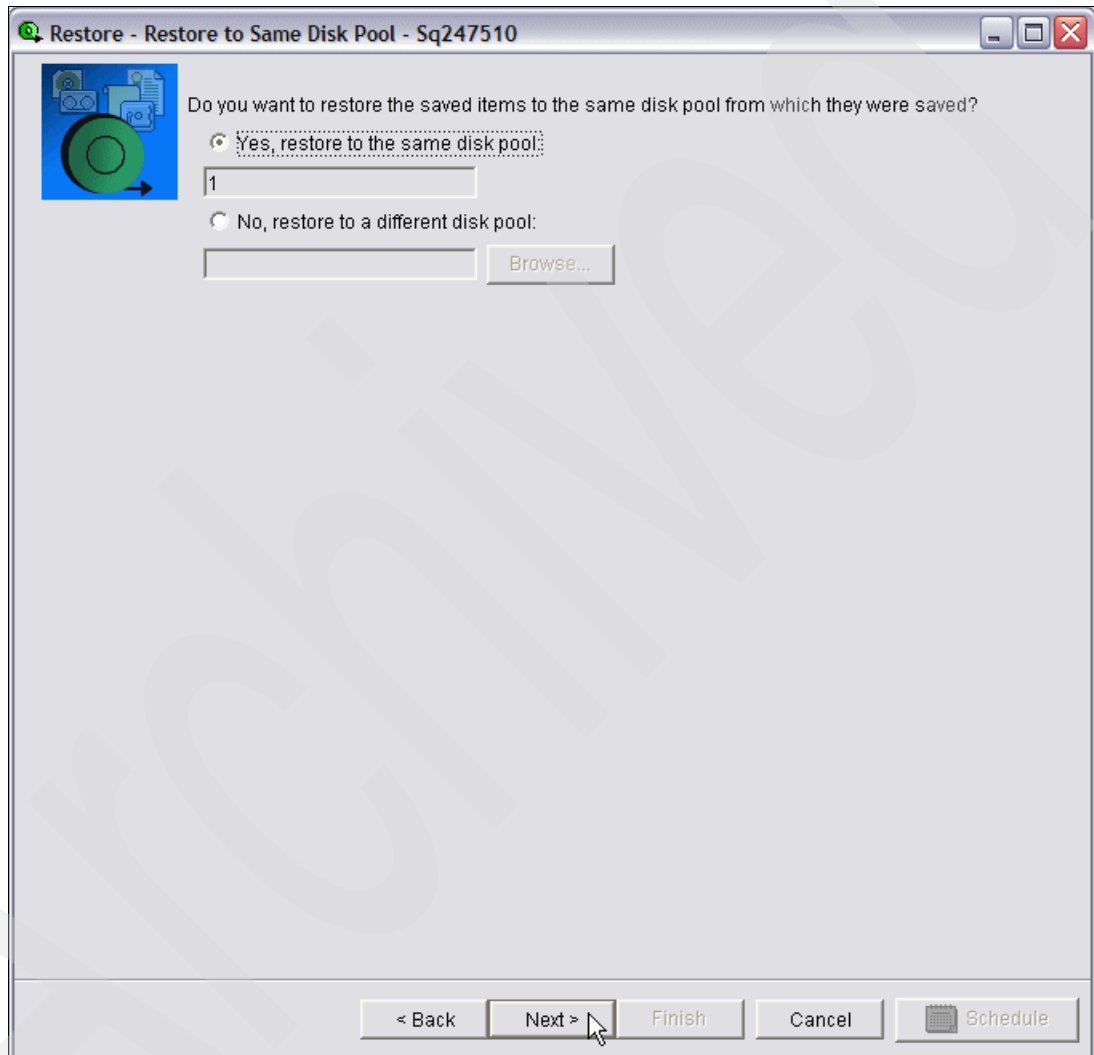 Restore - Restore to Same Disk Pool - Sq247510
Do you want to restore the saved items to the same disk pool from which they were saved?
Yes, restore to the same disk pool:
1
No, restore to a different disk pool:
Browse...
< Back Next > Finish Cancel Schedule
rchived